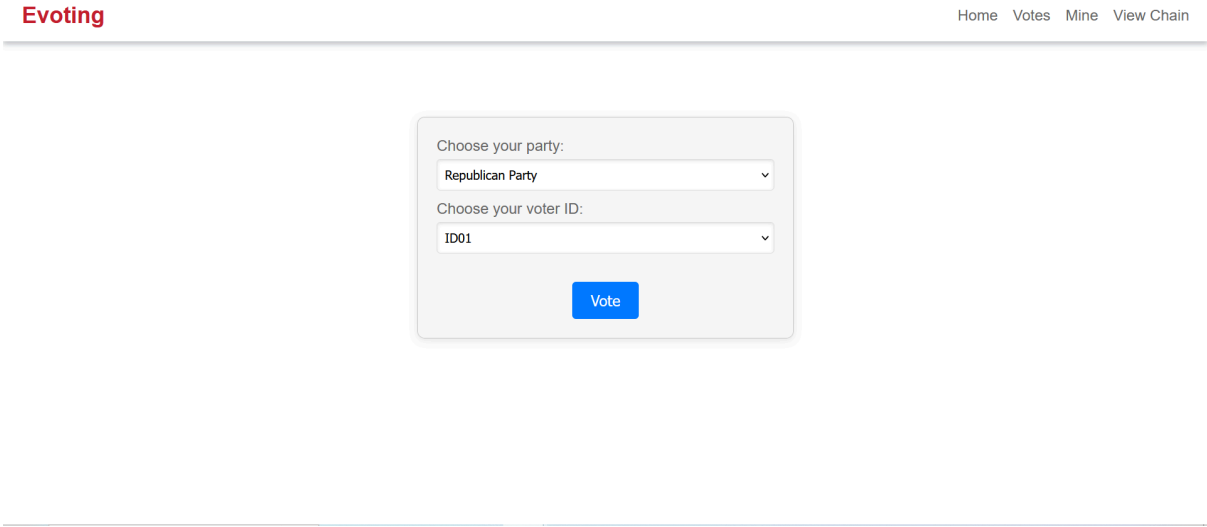 Evoting
Home Votes Mine View Chain
Choose your party:
Republican Party
Choose your voter ID:
ID01
Vote